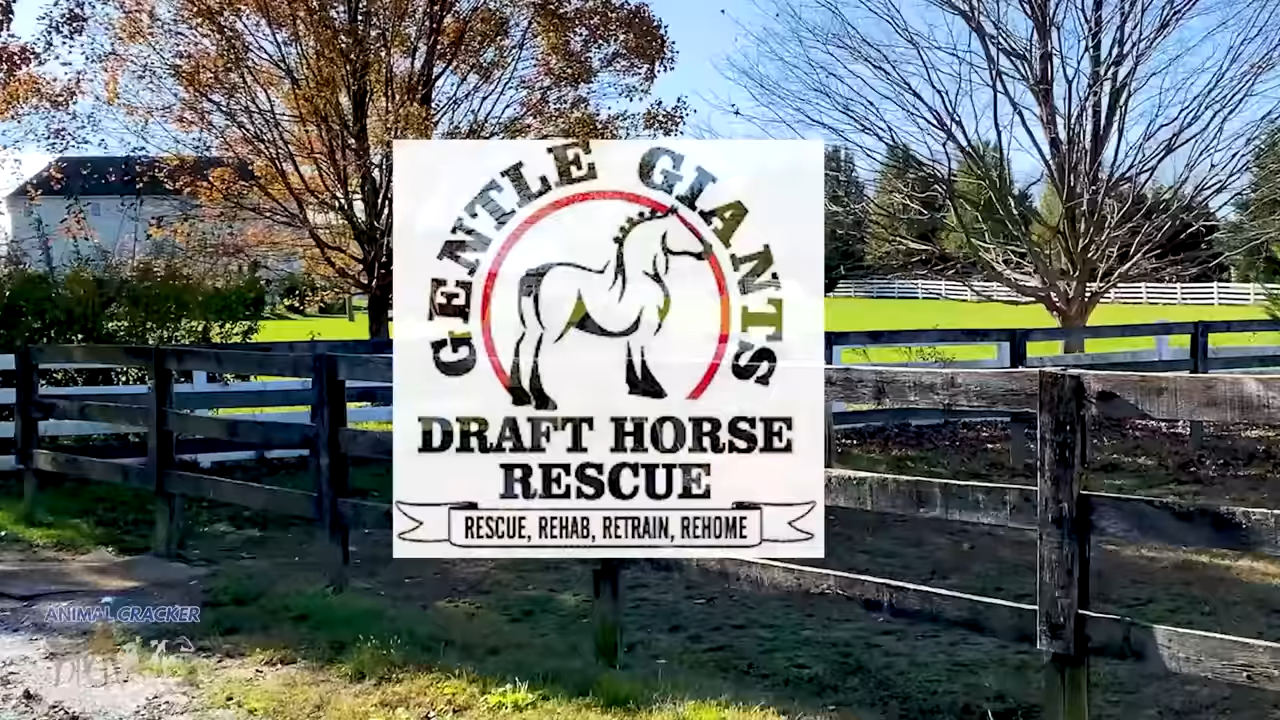 GENTLE GIANTS
DRAFT HORSE
RESCUE
RESCUE, REHAB, RETRAIN, REHOME
ANIMAL CRACKER